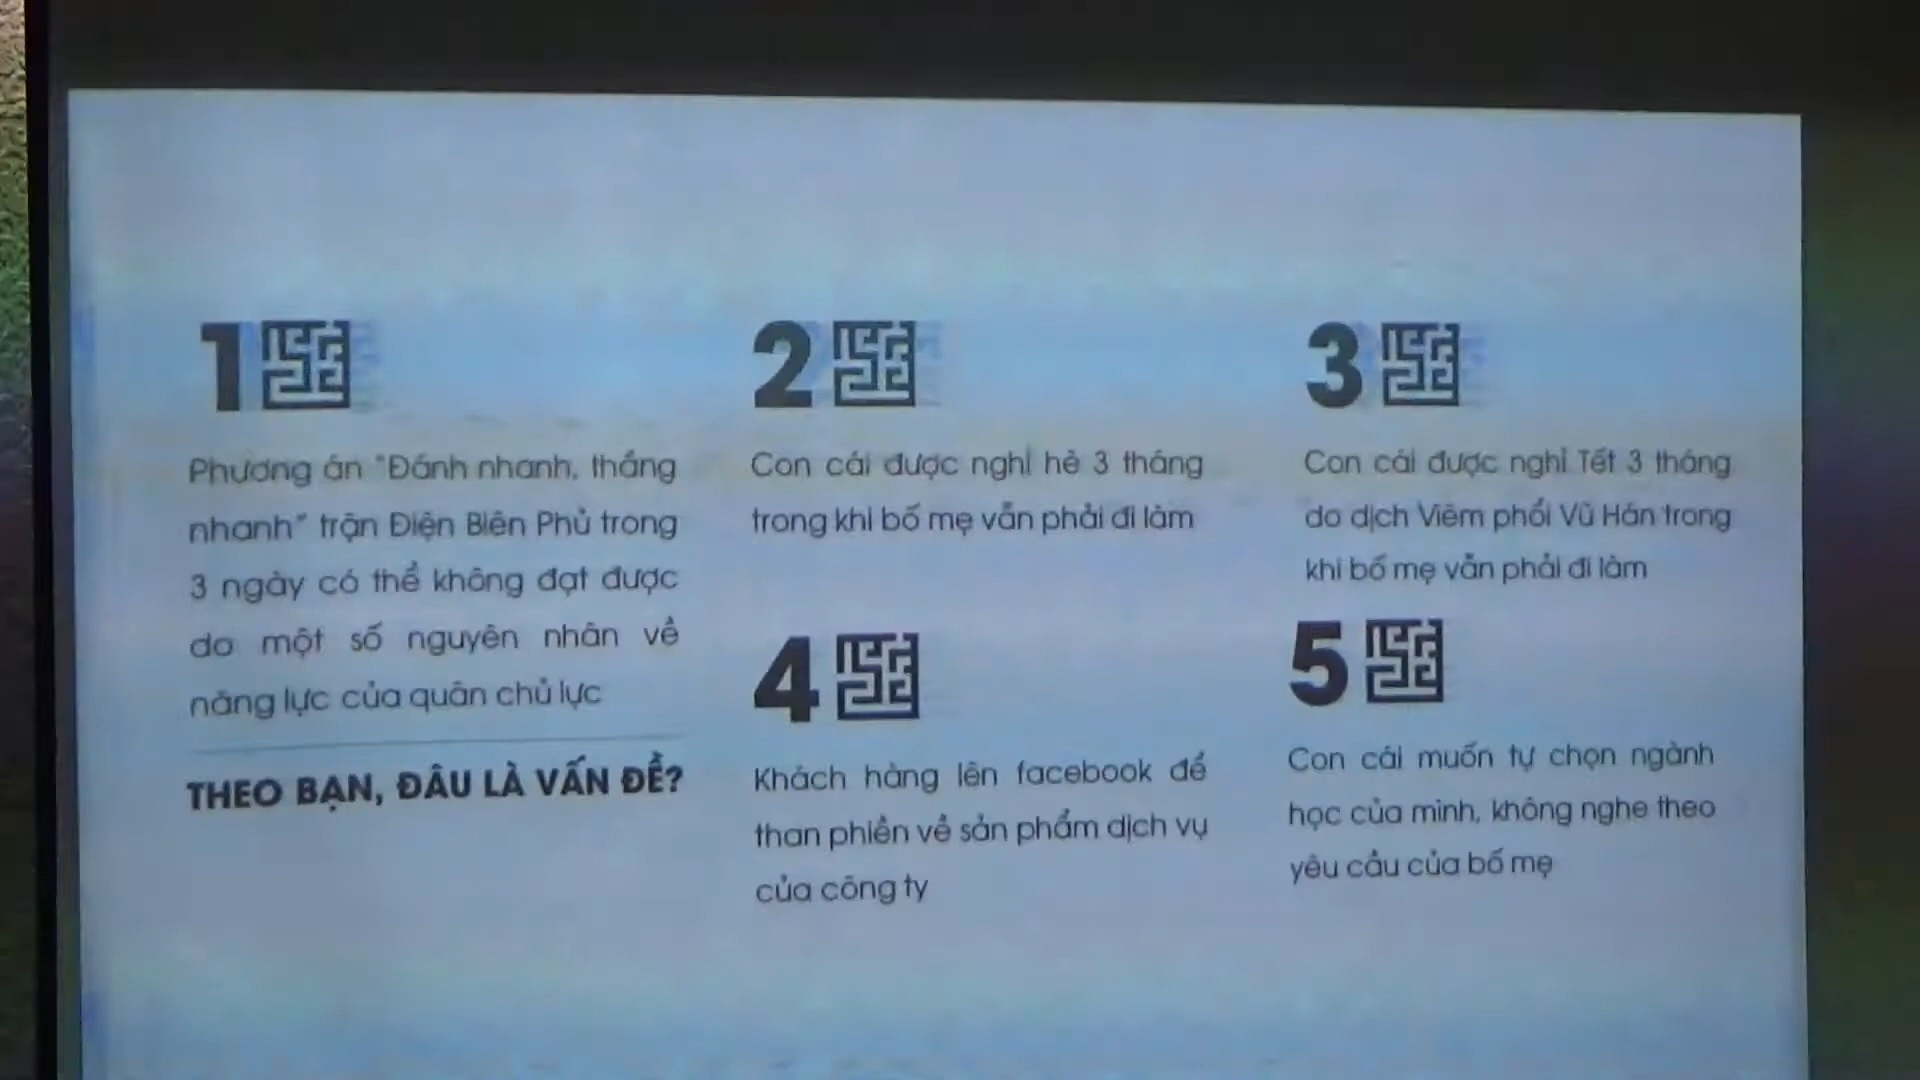 1
Phương án "Đánh nhanh, thắng
nhanh" trận Điện Biên Phủ trong
3 ngày có thể không đạt được
do một số nguyên nhân về
năng lực của quân chủ lực
THEO BẠN, ĐÂU LÀ VẤN ĐỀ?
2
Con cái được nghỉ hè 3 tháng
trong khi bố mẹ vẫn phải đi làm
3
Con cái được nghỉ Tết 3 tháng
do dịch Viêm phổi Vũ Hán trong
khi bố mẹ vẫn phải đi làm
4
Khách hàng lên facebook để
than phiền về sản phẩm dịch vụ
của công ty
5
Con cái muốn tự chọn ngành
học của mình, không nghe theo
yêu cầu của bố mẹ